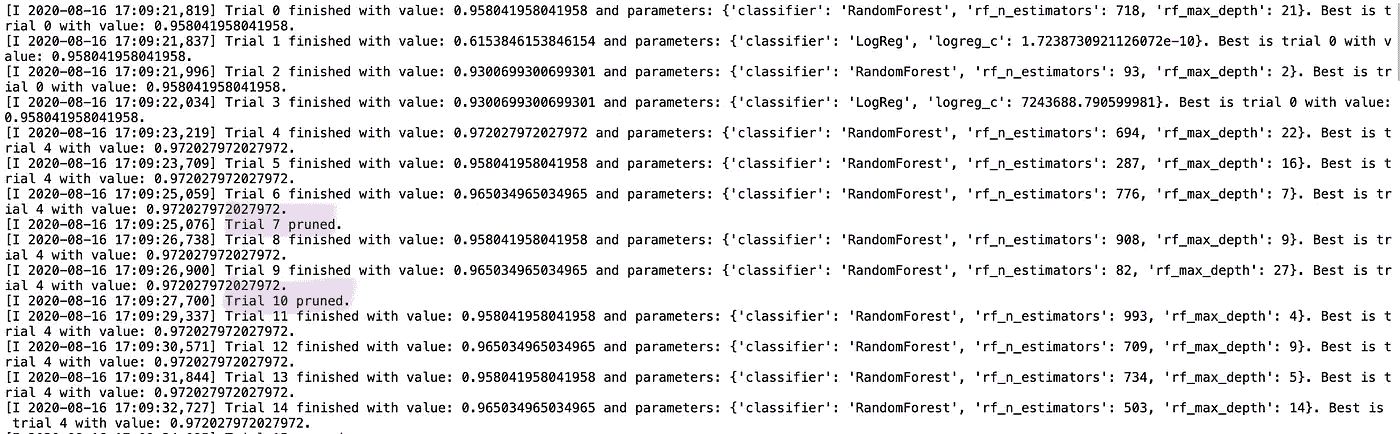 [I 2020-08-16 17:09:21,819] Trial 0 finished with value: 0.958041958041958 and parameters: {'classifier': 'RandomForest', 'rf_n_estimators': 718, 'rf_max_depth': 21}. Best is t
rial 0 with value: 0.958041958041958.
[I 2020-08-16 17:09:21,837] Trial 1 finished with value: 0.6153846153846154 and parameters: {'classifier': 'LogReg', 'logreg_c': 1.7238730921126072e-10}. Best is trial 0 with v
alue: 0.958041958041958.
[I 2020-08-16 17:09:21,996] Trial 2 finished with value: 0.9300699300699301 and parameters: {'classifier': 'RandomForest', 'rf_n_estimators': 93, 'rf_max_depth': 2}. Best is tr
ial 0 with value: 0.958041958041958.
[I 2020-08-16 17:09:22,034] Trial 3 finished with value: 0.9300699300699301 and parameters: {'classifier': 'LogReg', 'logreg_c': 7243688.790599981}. Best is trial 0 with value:
0.958041958041958.
[I 2020-08-16 17:09:23,219] Trial 4 finished with value: 0.972027972027972 and parameters: {'classifier': 'RandomForest', 'rf_n_estimators': 694, 'rf_max_depth': 22}. Best is t
rial 4 with value: 0.972027972027972.
[I 2020-08-16 17:09:23,709] Trial 5 finished with value: 0.958041958041958 and parameters: {'classifier': 'RandomForest', 'rf_n_estimators': 287, 'rf_max_depth': 16}. Best is t
rial 4 with value: 0.972027972027972.
[I 2020-08-16 17:09:25,059] Trial 6 finished with value: 0.965034965034965 and parameters: {'classifier': 'RandomForest', 'rf_n_estimators': 776, 'rf_max_depth': 7}. Best is tr
ial 4 with value: 0.972027972027972.
[I 2020-08-16 17:09:25,076] Trial 7 pruned.
[I 2020-08-16 17:09:26,738] Trial 8 finished with value: 0.958041958041958 and parameters: {'classifier': 'RandomForest', 'rf_n_estimators': 908, 'rf_max_depth': 9}. Best is tr
ial 4 with value: 0.972027972027972.
[I 2020-08-16 17:09:26,900] Trial 9 finished with value: 0.965034965034965 and parameters: {'classifier': 'RandomForest', 'rf_n_estimators': 82, 'rf_max_depth': 27}. Best is tr
ial 4 with value: 0.972027972027972.
[I 2020-08-16 17:09:27,700] Trial 10 pruned.
[I 2020-08-16 17:09:29,337] Trial 11 finished with value: 0.958041958041958 and parameters: {'classifier': 'RandomForest', 'rf_n_estimators': 993, 'rf_max_depth': 4}. Best is t
rial 4 with value: 0.972027972027972.
[I 2020-08-16 17:09:30,571] Trial 12 finished with value: 0.965034965034965 and parameters: {'classifier': 'RandomForest', 'rf_n_estimators': 709, 'rf_max_depth': 9}. Best is t
rial 4 with value: 0.972027972027972.
[I 2020-08-16 17:09:31,844] Trial 13 finished with value: 0.958041958041958 and parameters: {'classifier': 'RandomForest', 'rf_n_estimators': 734, 'rf_max_depth': 5}. Best is t
rial 4 with value: 0.972027972027972.
[I 2020-08-16 17:09:32,727] Trial 14 finished with value: 0.965034965034965 and parameters: {'classifier': 'RandomForest', 'rf_n_estimators': 503, 'rf_max_depth': 14}. Best is
trial 4 with value: 0.972027972027972.